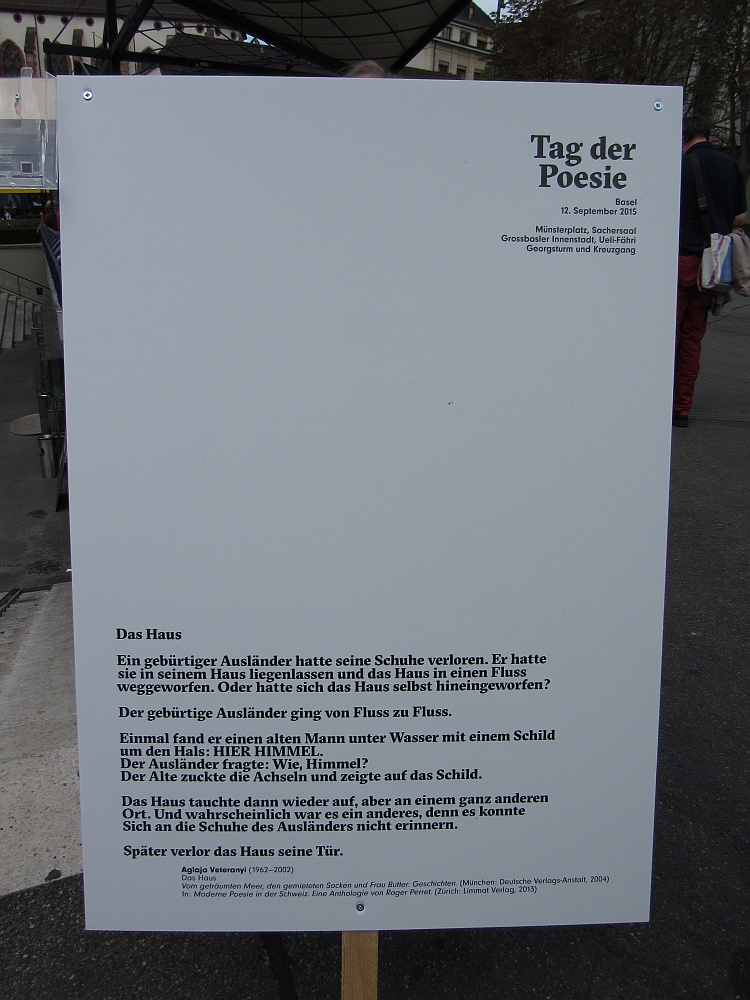 Tag der
Poesie
Basel
12. September 2015
Münsterplatz, Sachersaal
Grossbasler Innenstadt, Ueli-Fähri
Georgsturm und Kreuzgang
Das Haus
Ein gebürtiger Ausländer hatte seine Schuhe verloren. Er hatte
sie in seinem Haus liegenlassen und das Haus in einen Fluss
weggeworfen. Oder hatte sich das Haus selbst hineingeworfen?
Der gebürtige Ausländer ging von Fluss zu Fluss.
Einmal fand er einen alten Mann unter Wasser mit einem Schild
um den Hals: HIER HIMMEL.
Der Ausländer fragte: Wie, Himmel?
Der Alte zuckte die Achseln und zeigte auf das Schild.
Das Haus tauchte dann wieder auf, aber an einem ganz anderen
Ort. Und wahrscheinlich war es ein anderes, denn es konnte
Sich an die Schuhe des Ausländers nicht erinnern.
Später verlor das Haus seine Tür.
Aglaja Veteranyi (1962–2002)
Das Haus
Vom geträumten Meer, den gemieteten Socken und Frau Butter. Geschichten. (München: Deutsche Verlags-Anstalt, 2004)
In: Moderne Poesie in der Schweiz. Eine Anthologie von Roger Perret. (Zürich: Limmat Verlag, 2013)